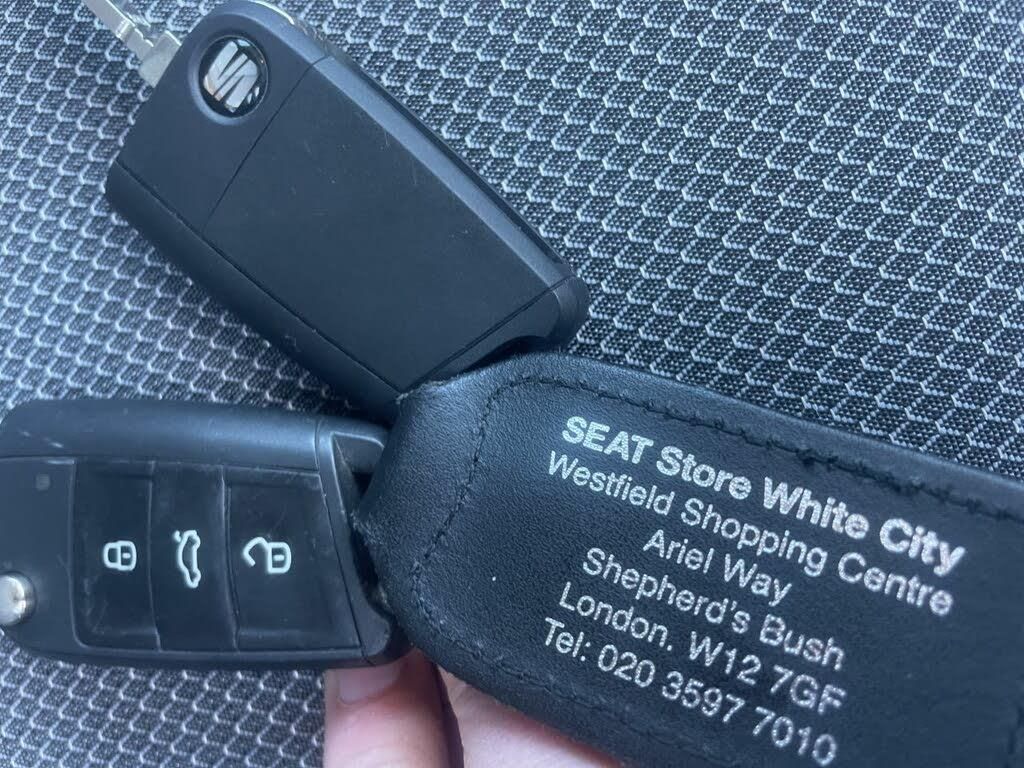 SEAT Store White City
Westfield Shopping Centre
Ariel Way
Shepherd's Bush
London. W12 7GF
Tel: 020 3597 7010